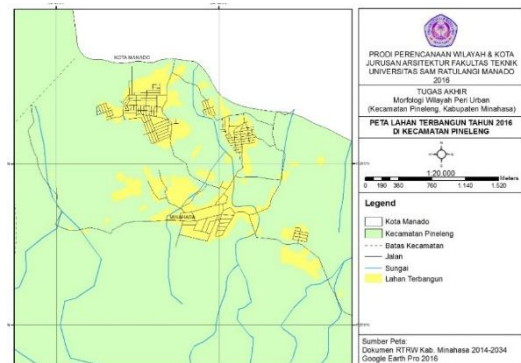 KOTA MANADO
MINAHASA
PRODI PERENCANAAN WILAYAH & KOTA
JURUSAN ARSITEKTUR FAKULTAS TEKNIK
UNIVERSITAS SAM RATULANGI MANADO
2016
TUGAS AKHIR
Morfologi Wilayah Peri Urban
(Kecamatan Pineleng, Kabupaten Minahasa)
PETA LAHAN TERBANGUN TAHUN 2016
DI KECAMATAN PINELENG
1:20.000
Meters
0 190 380 760 1.140 1.520
Legend
Kota Manado
Kecamatan Pineleng
Batas Kecamatan
Jalan
Sungai
Lahan Terbangun
Sumber Peta:
Dokumen RTRW Kab. Minahasa 2014-2034
Google Earth Pro 2016